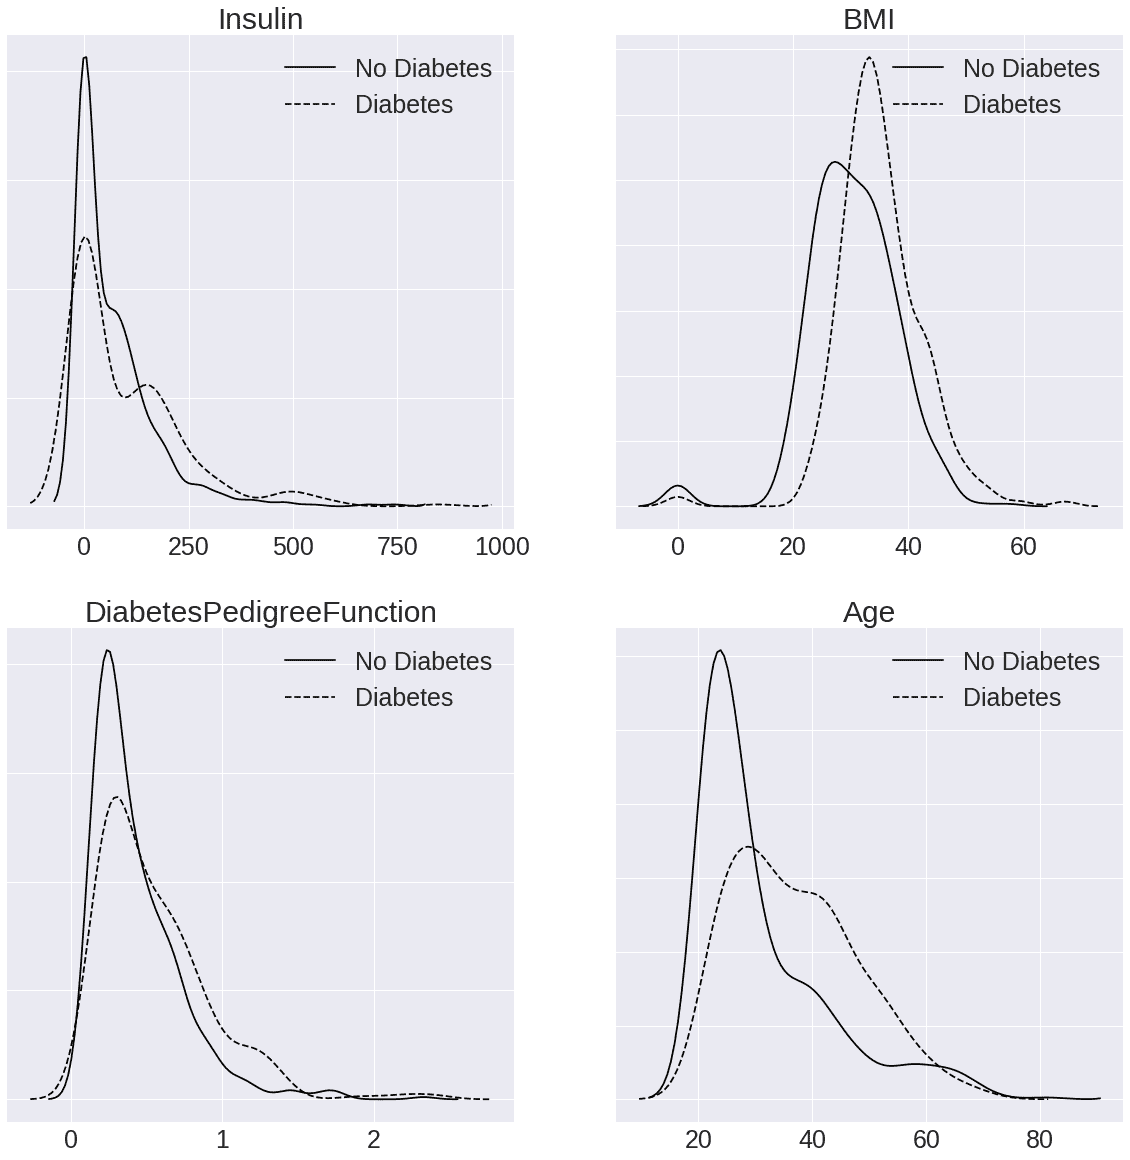 Insulin
No Diabetes
Diabetes
0 250 500 750 1000
BMI
No Diabetes
Diabetes
0 20 40 60
DiabetesPedigreeFunction
No Diabetes
Diabetes
0 1 2
Age
No Diabetes
Diabetes
20 40 60 80